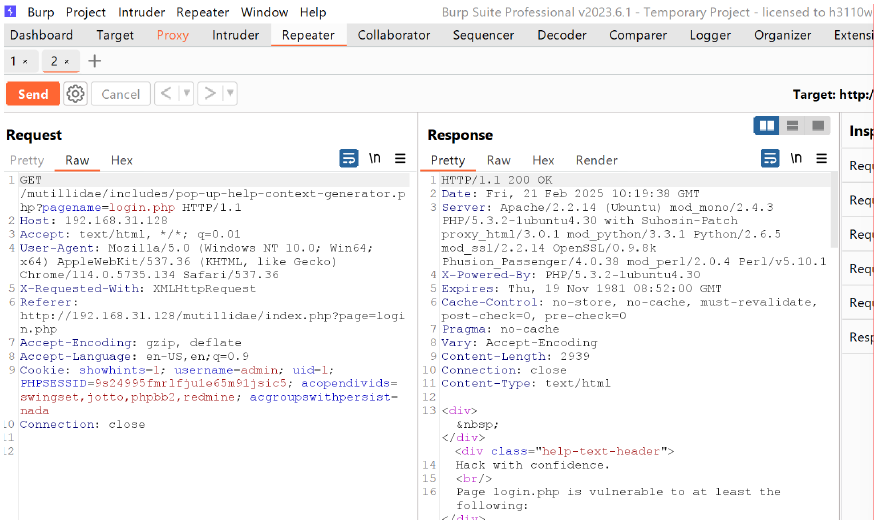 Burp Project Intruder Repeater Window Help Burp Suite Professional v2023.6.1 - Temporary Project - licensed to h3110w
Dashboard Target Proxy Intruder Repeater Collaborator Sequencer Decoder Comparer Logger Organizer Extensi
1 × 2 × +
Send Cancel < > Target: http:/
Request
Pretty Raw Hex \n
1 GET
/mutillidae/includes/pop-up-help-context-generator.p
hp?pagename=login.php HTTP/1.1
2 Host: 192.168.31.128
3 Accept: text/html, */*; q=0.01
4 User-Agent: Mozilla/5.0 (Windows NT 10.0; Win64;
x64) AppleWebKit/537.36 (KHTML, like Gecko)
Chrome/114.0.5735.134 Safari/537.36
5 X-Requested-With: XMLHttpRequest
6 Referer:
http://192.168.31.128/mutillidae/index.php?page=logi
n.php
7 Accept-Encoding: gzip, deflate
8 Accept-Language: en-US,en;q=0.9
9 Cookie: showhints=1; username=admin; uid=1;
PHPSESSID=9s24995fmrlfju1e65m91jsic5; acopendivids=
swingset,jotto,phpbb2,redmine; acgroupswithpersist=
nada
10 Connection: close
11
12
Response
Pretty Raw Hex Render \n
1 HTTP/1.1 200 OK
2 Date: Fri, 21 Feb 2025 10:19:38 GMT
3 Server: Apache/2.2.14 (Ubuntu) mod_mono/2.4.3
PHP/5.3.2-1ubuntu4.30 with Suhosin-Patch
proxy_html/3.0.1 mod_python/3.3.1 Python/2.6.5
mod_ssl/2.2.14 OpenSSL/0.9.8k
Phusion_Passenger/4.0.38 mod_perl/2.0.4 Perl/v5.10.1
4 X-Powered-By: PHP/5.3.2-1ubuntu4.30
5 Expires: Thu, 19 Nov 1981 08:52:00 GMT
6 Cache-Control: no-store, no-cache, must-revalidate,
post-check=0, pre-check=0
7 Pragma: no-cache
8 Vary: Accept-Encoding
9 Content-Length: 2939
10 Connection: close
11 Content-Type: text/html
12
13 <div>
&nbsp;
</div>
<div class="help-text-header">
14 Hack with confidence.
15 <br/>
16 Page login.php is vulnerable to at least the
following:
</div>
Insp
Requ
Requ
Requ
Requ
Requ
Resp